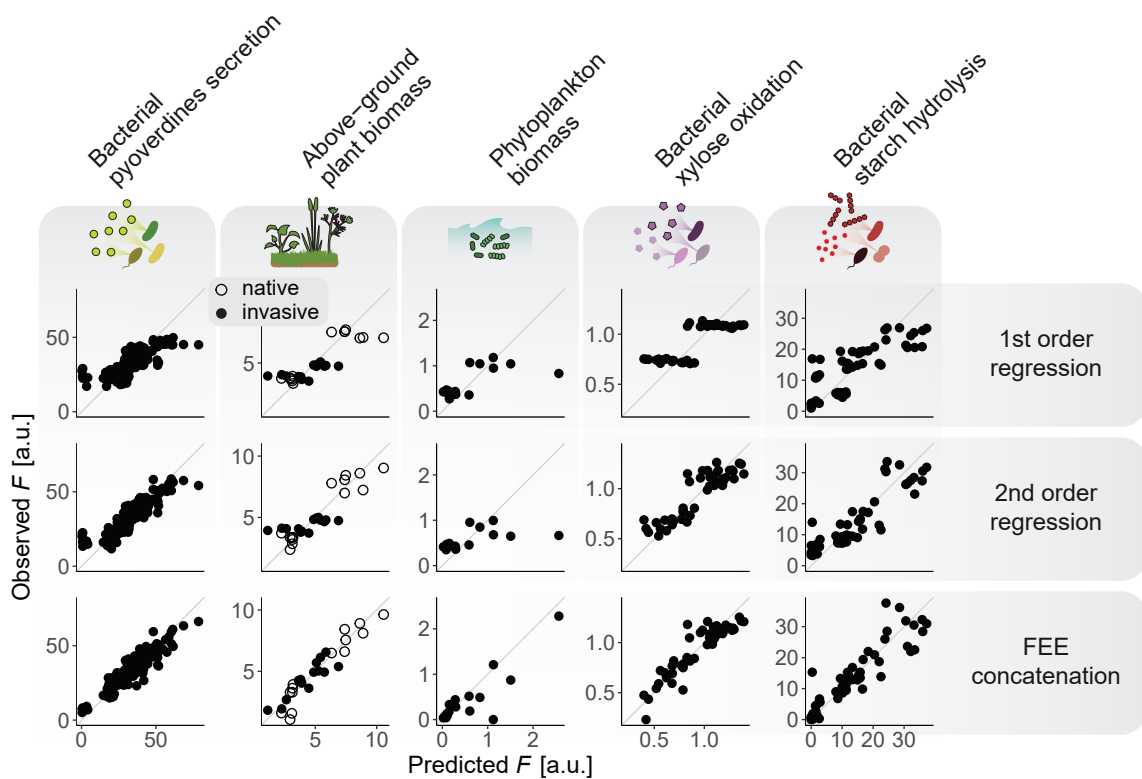 Bacterial
pyoverdines secretion
Above−ground
plant biomass
Phytoplankton
biomass
Bacterial
xylose oxidation
Bacterial
starch hydrolysis
native
invasive
Observed F [a.u.]
50
0
5
2
1
0
1.0
0.5
30
20
10
0
1st order
regression
50
0
10
5
2
1
0
1.0
0.5
30
20
10
0
2nd order
regression
50
0
10
5
2
1
0
1.0
0.5
30
20
10
0
FEE
concatenation
0 50
5 10
0 1 2
0.5 1.0
0 10 20 30
Predicted F [a.u.]